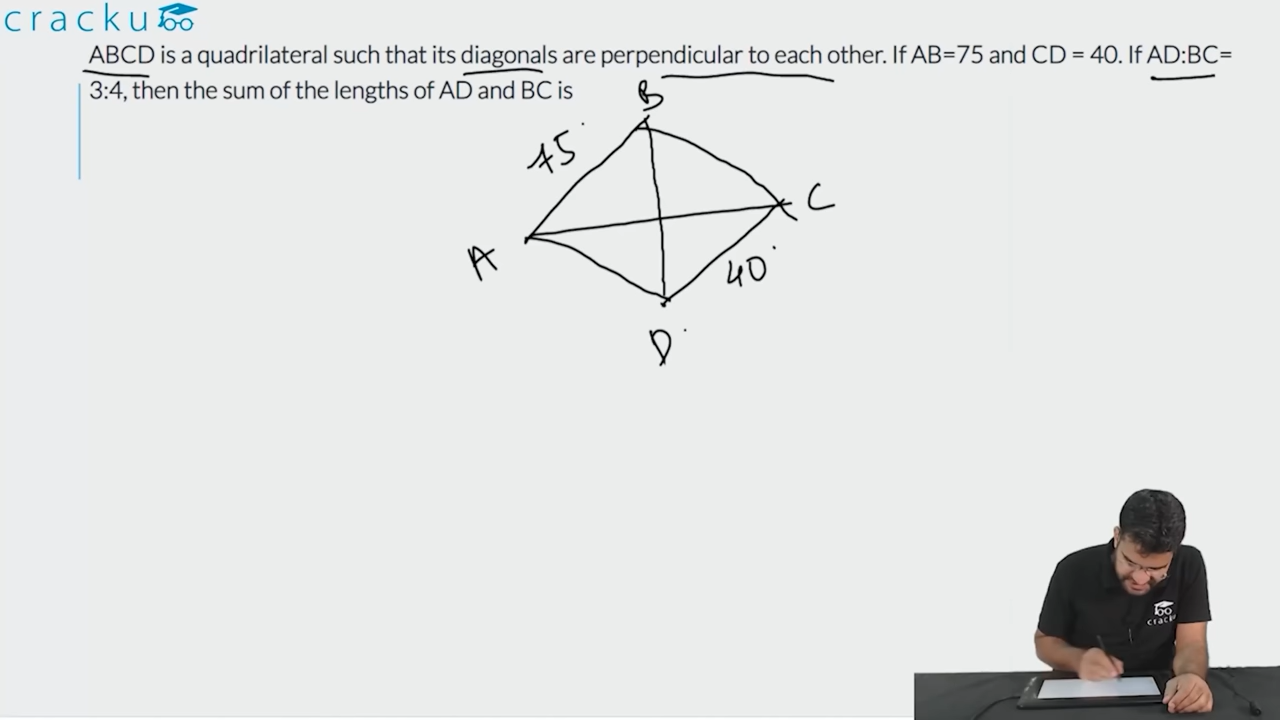 cracku
ABCD is a quadrilateral such that its diagonals are perpendicular to each other. If AB=75 and CD = 40. If AD:BC=
3:4, then the sum of the lengths of AD and BC is
B
75
C
A
40
D
cracku